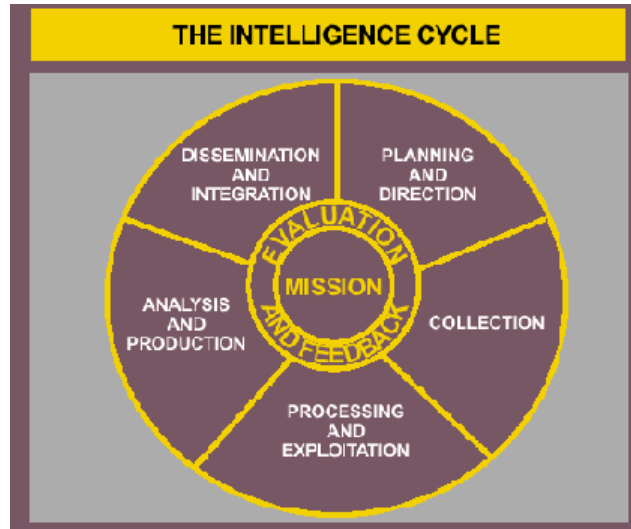 THE INTELLIGENCE CYCLE
DISSEMINATION
AND
INTEGRATION
PLANNING
AND
DIRECTION
EVALUATION
MISSION
AND FEEDBACK
ANALYSIS
AND
PRODUCTION
COLLECTION
PROCESSING
AND
EXPLOITATION